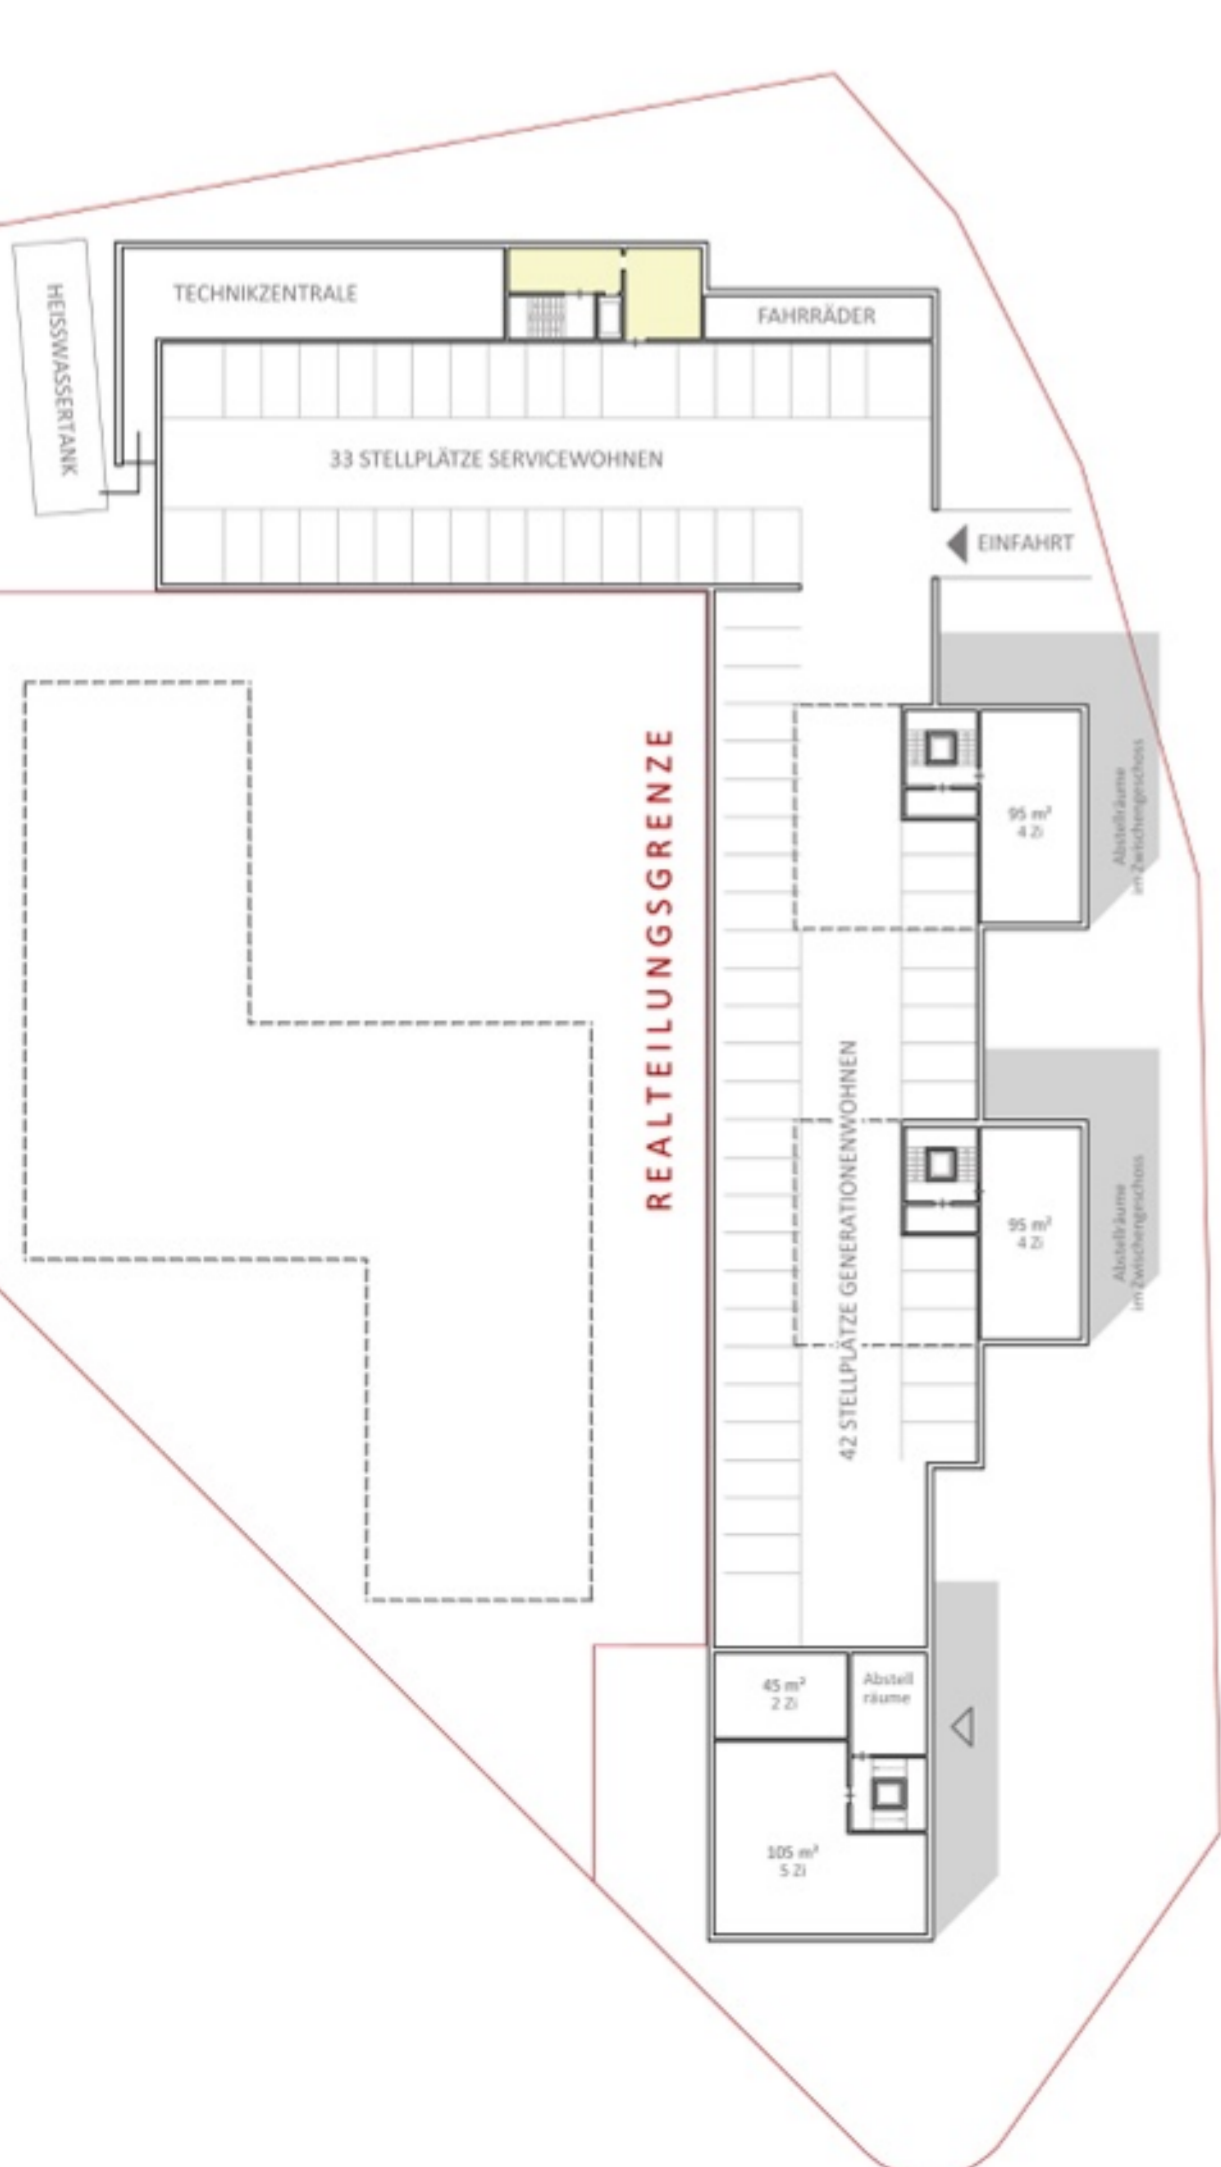 TECHNIKZENTRALE
FAHRRÄDER
HEISSWASSERTANK
33 STELLPLÄTZE SERVICEWOHNEN
EINFAHRT
REALTEILUNGSGRENZE
95 m²
4 Zi
Abstellräume
im Zwischengeschoss
42 STELLPLÄTZE GENERATIONENWOHNEN
95 m²
4 Zi
Abstellräume
im Zwischengeschoss
45 m²
2 Zi
Abstell
räume
105 m²
5 Zi